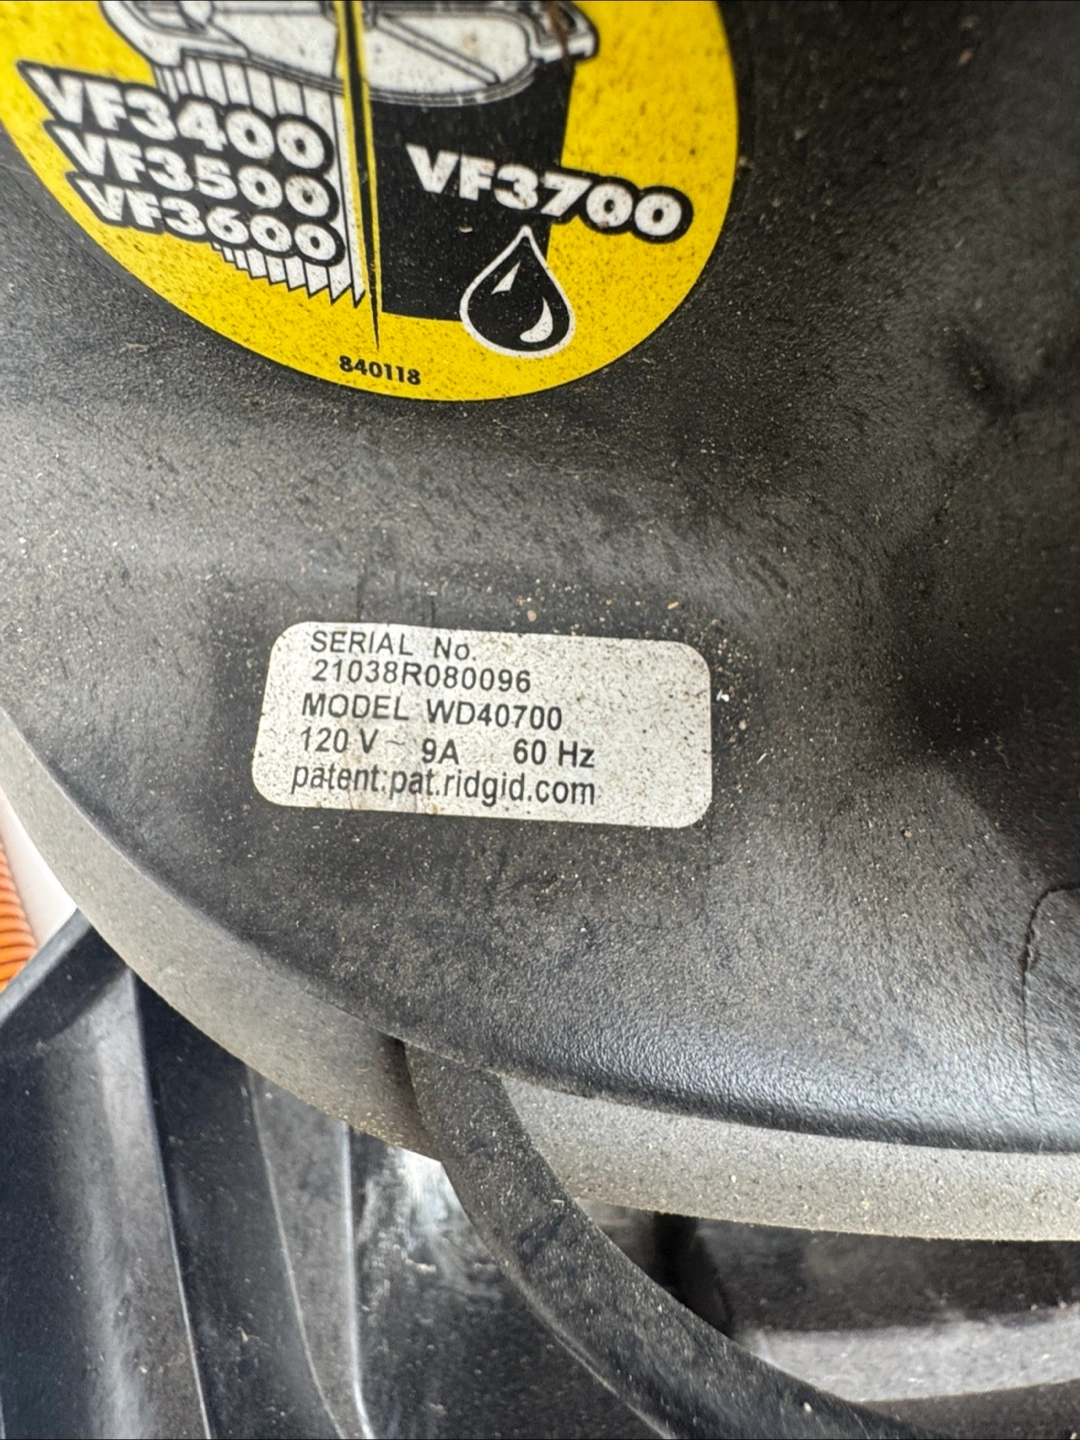 VF3400
VF3500
VF3600
VF3700
840118
SERIAL No.
21038R080096
MODEL WD40700
120 V ~ 9A 60 Hz
patent:pat.ridgid.com